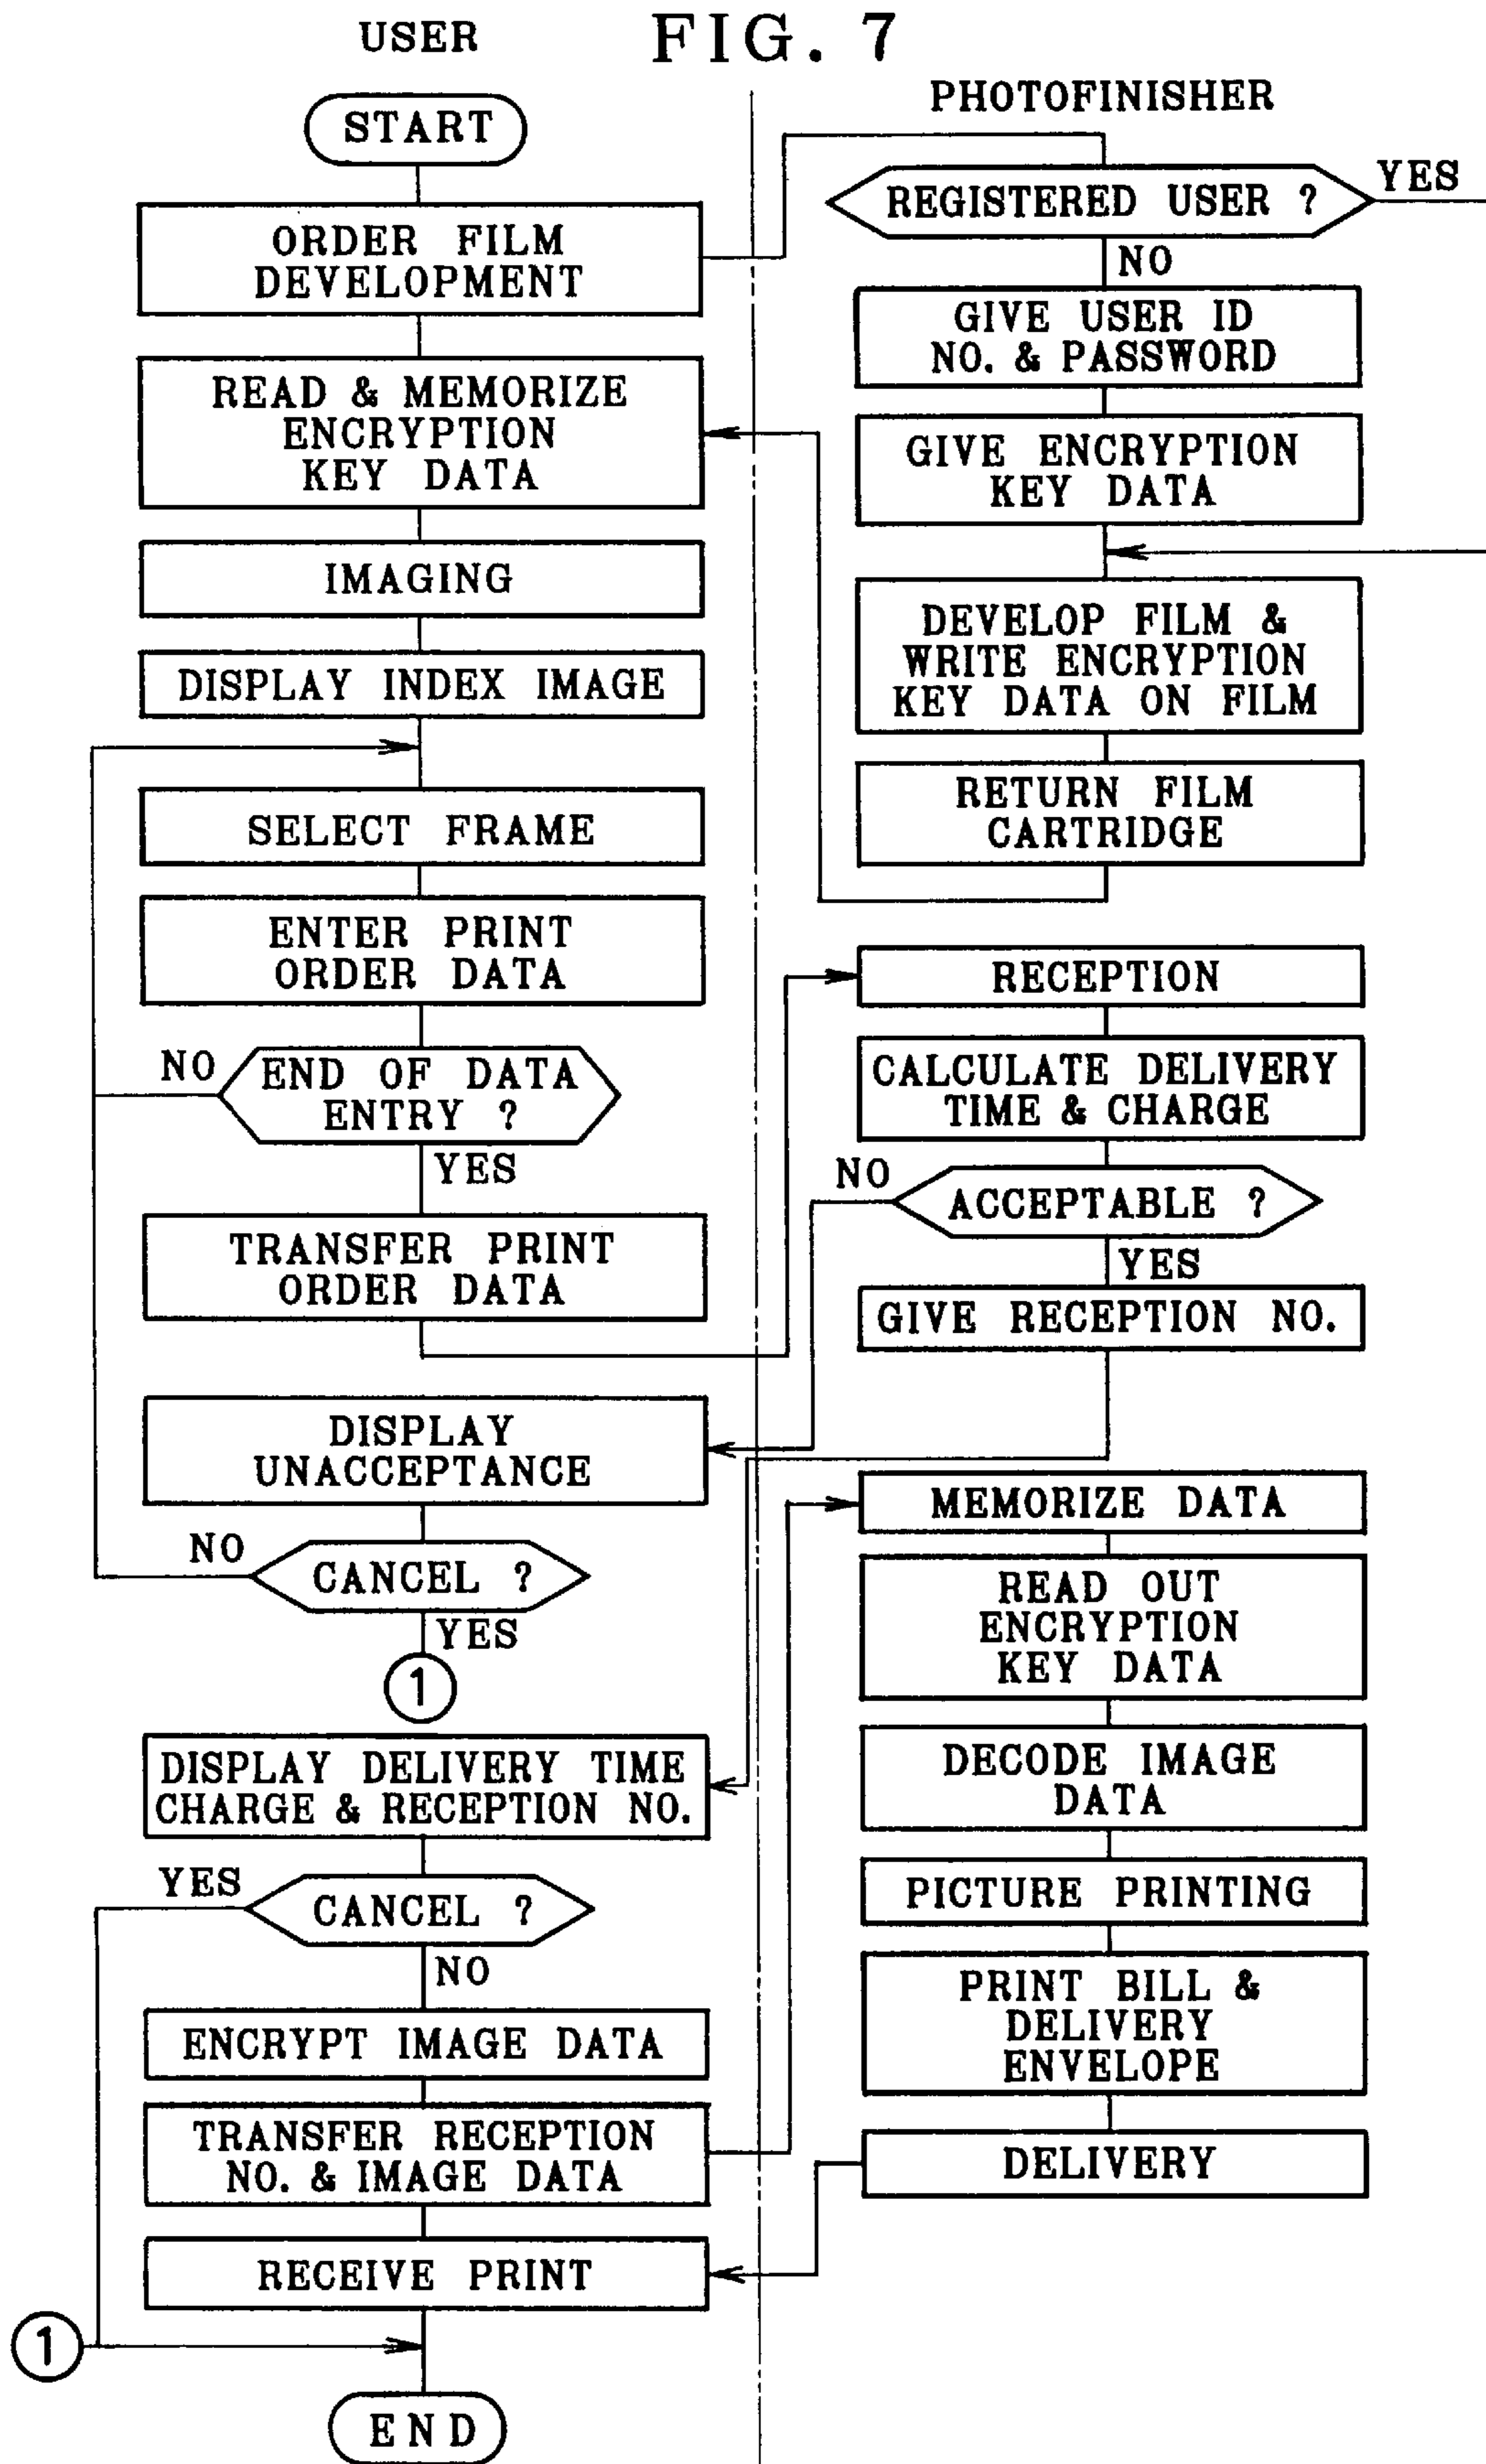 FIG. 7
USER
START
ORDER FILM
DEVELOPMENT
READ & MEMORIZE
ENCRYPTION
KEY DATA
IMAGING
DISPLAY INDEX IMAGE
SELECT FRAME
ENTER PRINT
ORDER DATA
NO
END OF DATA
ENTRY ?
YES
TRANSFER PRINT
ORDER DATA
DISPLAY
UNACCEPTANCE
NO
CANCEL ?
YES
1
DISPLAY DELIVERY TIME
CHARGE & RECEPTION NO.
YES
CANCEL ?
NO
ENCRYPT IMAGE DATA
TRANSFER RECEPTION
NO. & IMAGE DATA
RECEIVE PRINT
1
END
PHOTOFINISHER
REGISTERED USER ?
YES
NO
GIVE USER ID
NO. & PASSWORD
GIVE ENCRYPTION
KEY DATA
DEVELOP FILM &
WRITE ENCRYPTION
KEY DATA ON FILM
RETURN FILM
CARTRIDGE
RECEPTION
CALCULATE DELIVERY
TIME & CHARGE
NO
ACCEPTABLE ?
YES
GIVE RECEPTION NO.
MEMORIZE DATA
READ OUT
ENCRYPTION
KEY DATA
DECODE IMAGE
DATA
PICTURE PRINTING
PRINT BILL &
DELIVERY
ENVELOPE
DELIVERY